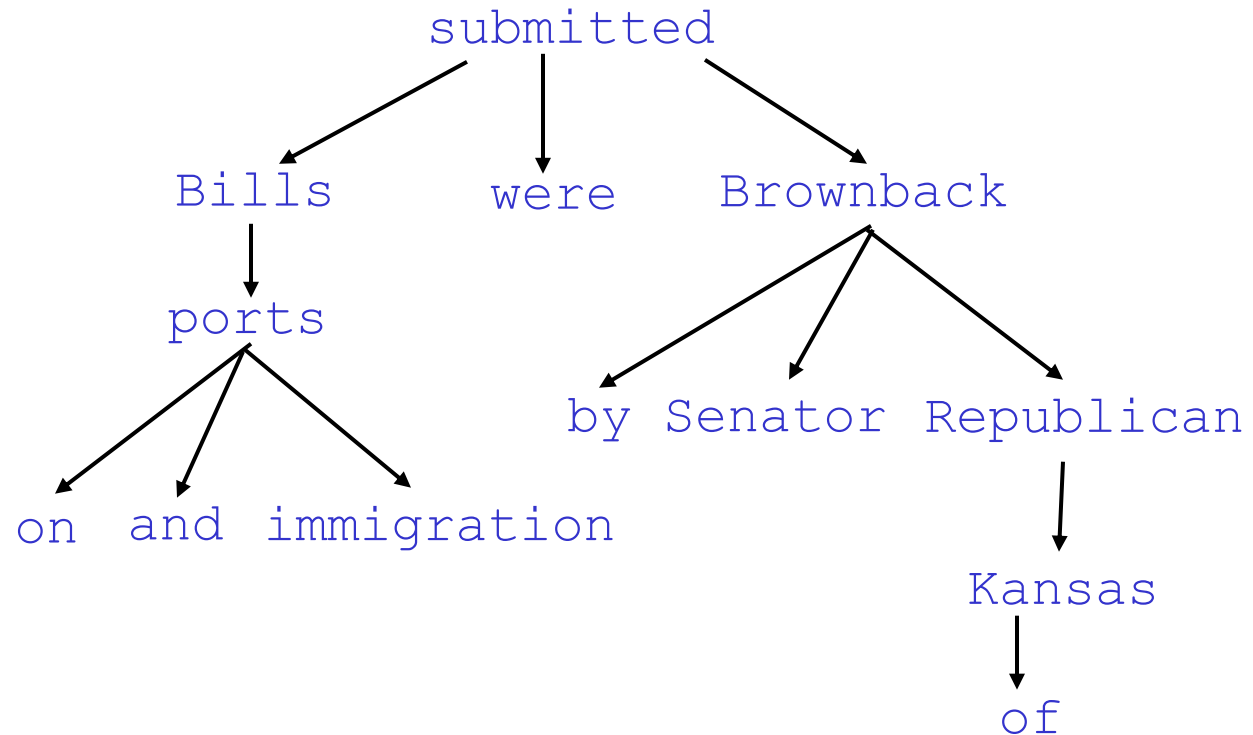 submitted
Bills were Brownback
ports
by Senator Republican
on and immigration
Kansas
of